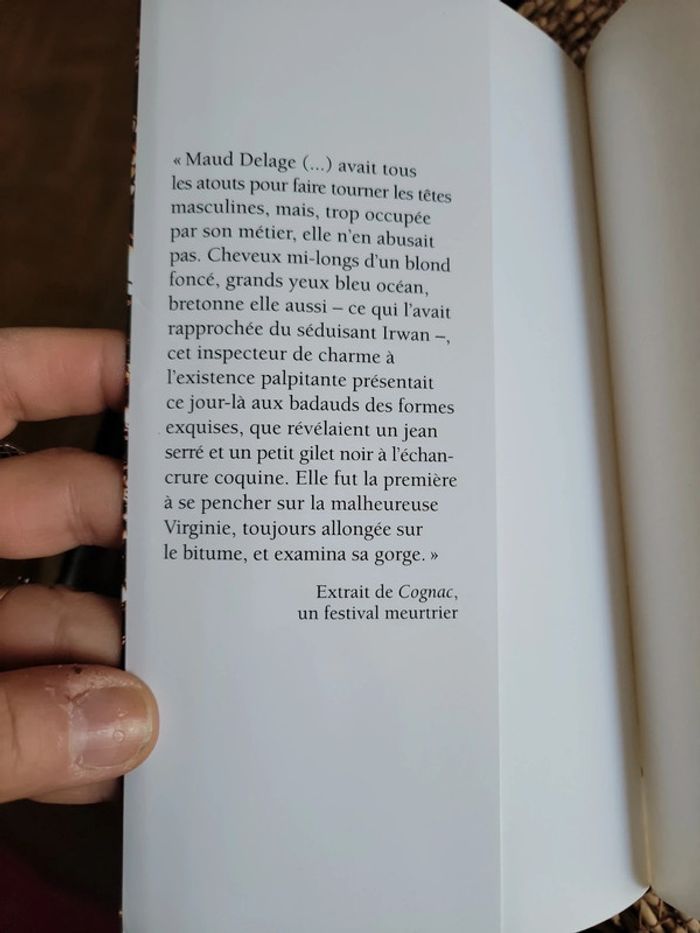 « Maud Delage (...) avait tous
les atouts pour faire tourner les têtes
masculines, mais, trop occupée
par son métier, elle n'en abusait
pas. Cheveux mi-longs d'un blond
foncé, grands yeux bleu océan,
bretonne elle aussi – ce qui l'avait
rapprochée du séduisant Irwan –,
cet inspecteur de charme à
l'existence palpitante présentait
ce jour-là aux badauds des formes
exquises, que révélaient un jean
serré et un petit gilet noir à l'échan-
crure coquine. Elle fut la première
à se pencher sur la malheureuse
Virginie, toujours allongée sur
le bitume, et examina sa gorge. »
Extrait de Cognac,
un festival meurtrier